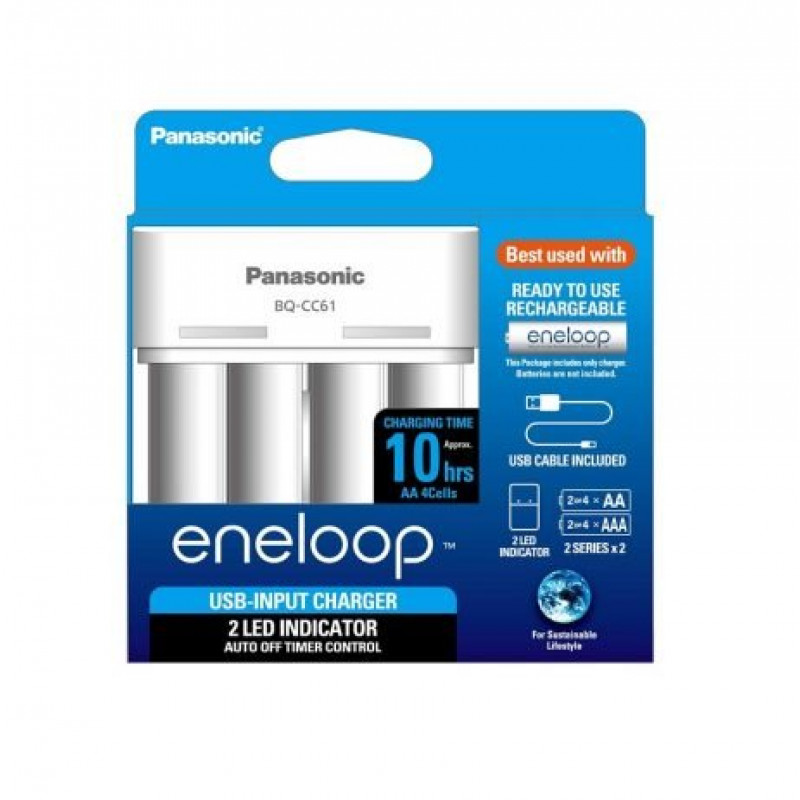 Panasonic
Panasonic
BQ-CC61
CHARGING TIME
10 Approx. hrs
AA 4Cells
eneloop™
USB-INPUT CHARGER
2 LED INDICATOR
AUTO OFF TIMER CONTROL
Best used with
READY TO USE
RECHARGEABLE
eneloop
This Package includes only charger.
Batteries are not included.
USB CABLE INCLUDED
2 or 4 × AA
2 or 4 × AAA
2 LED
INDICATOR
2 SERIES x 2
For Sustainable
Lifestyle